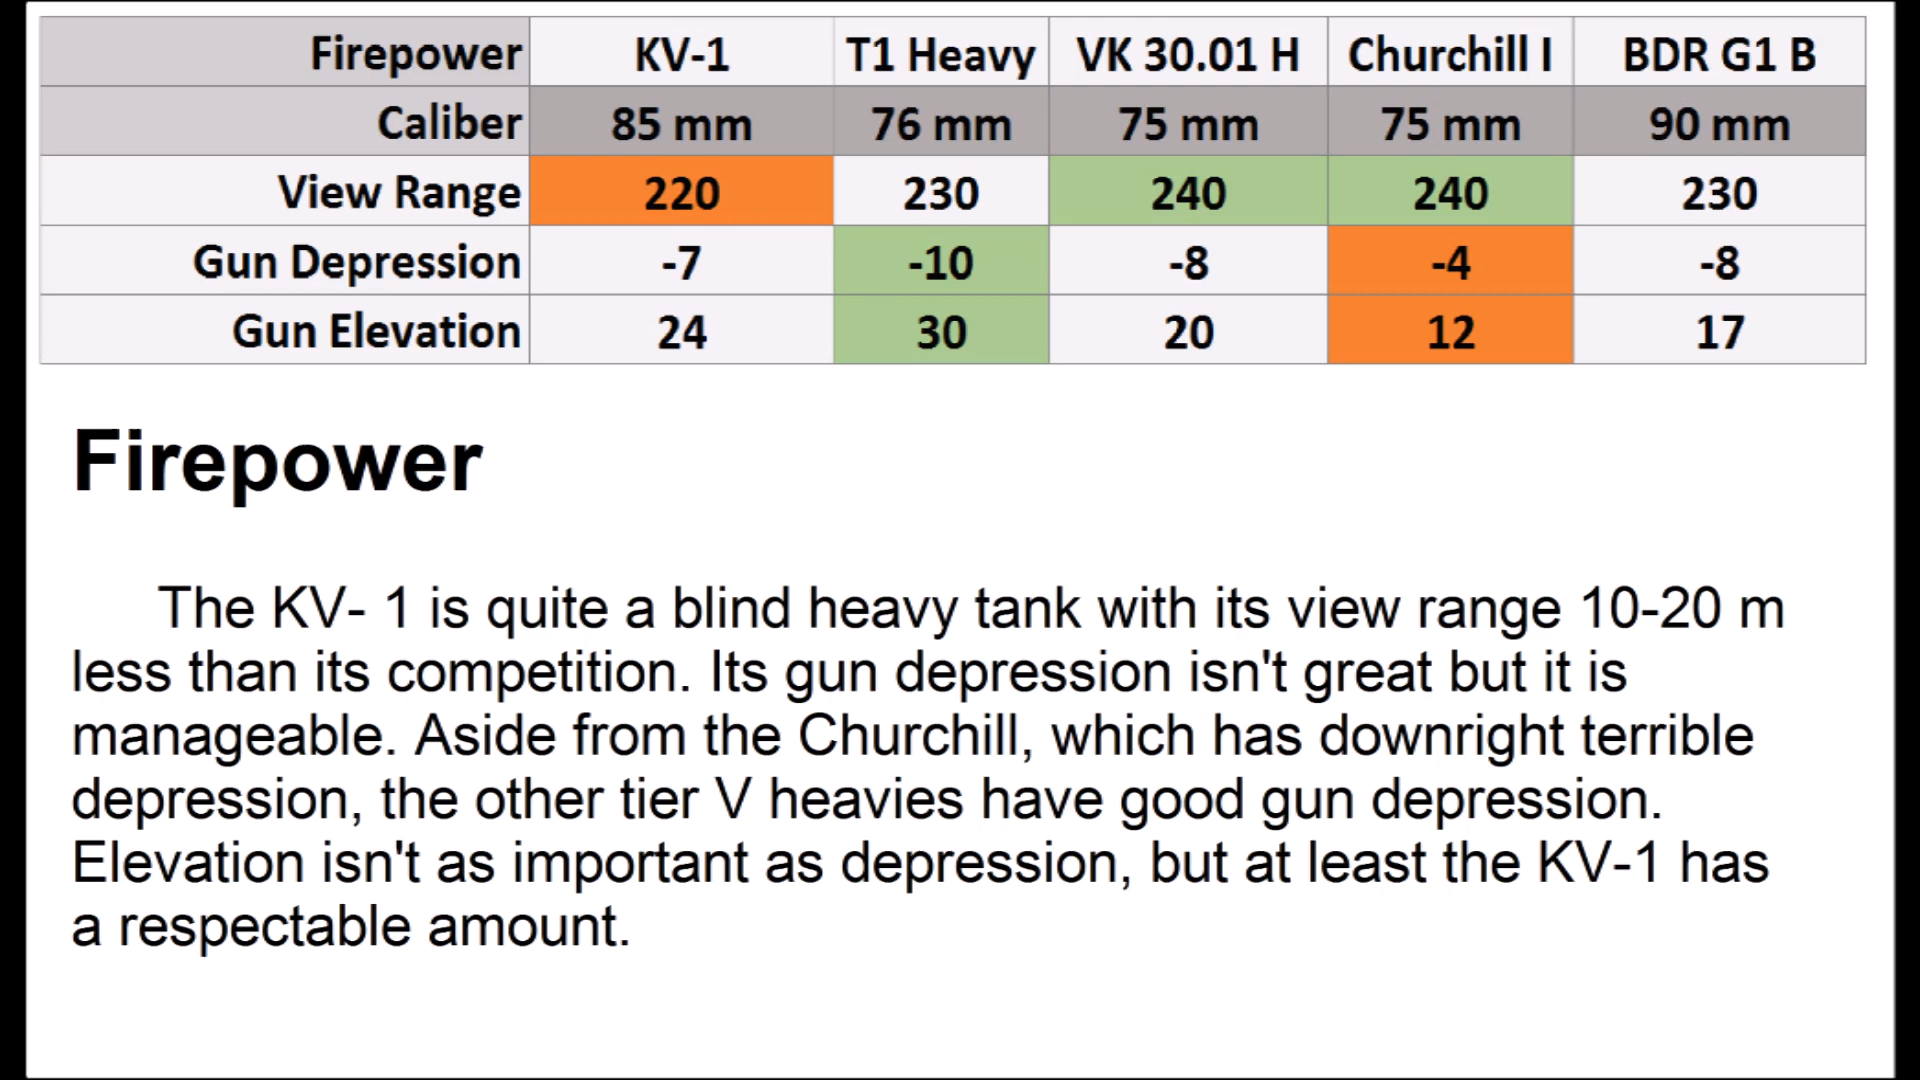 Firepower KV-1 T1 Heavy VK 30.01 H Churchill I BDR G1 B
Caliber 85 mm 76 mm 75 mm 75 mm 90 mm
View Range 220 230 240 240 230
Gun Depression -7 -10 -8 -4 -8
Gun Elevation 24 30 20 12 17
Firepower
The KV- 1 is quite a blind heavy tank with its view range 10-20 m
less than its competition. Its gun depression isn't great but it is
manageable. Aside from the Churchill, which has downright terrible
depression, the other tier V heavies have good gun depression.
Elevation isn't as important as depression, but at least the KV-1 has
a respectable amount.